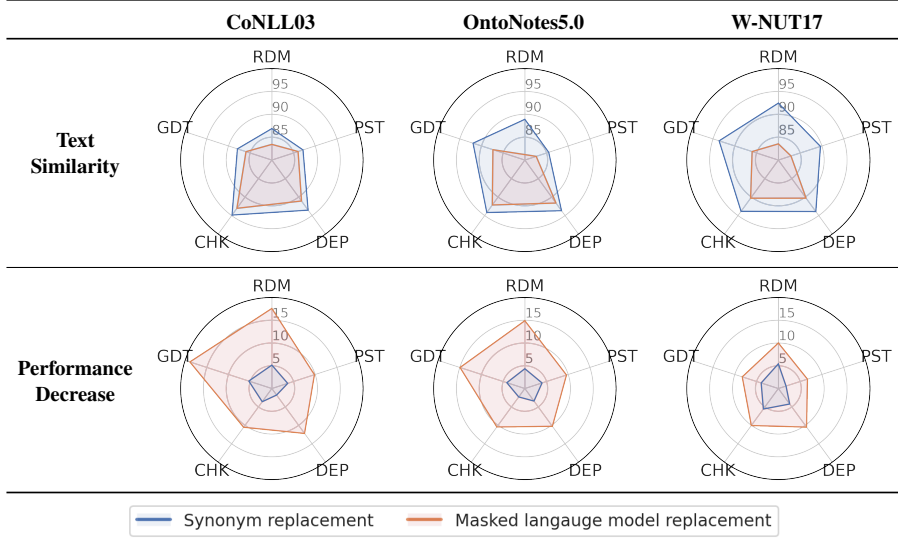 CoNLL03 OntoNotes5.0 W-NUT17
Text
Similarity
RDM
95
90
85
GDT
PST
CHK
DEP
RDM
95
90
85
GDT
PST
CHK
DEP
RDM
95
90
85
GDT
PST
CHK
DEP
Performance
Decrease
RDM
15
10
5
GDT
PST
CHK
DEP
RDM
15
10
5
GDT
PST
CHK
DEP
RDM
15
10
5
GDT
PST
CHK
DEP
Synonym replacement Masked langauge model replacement